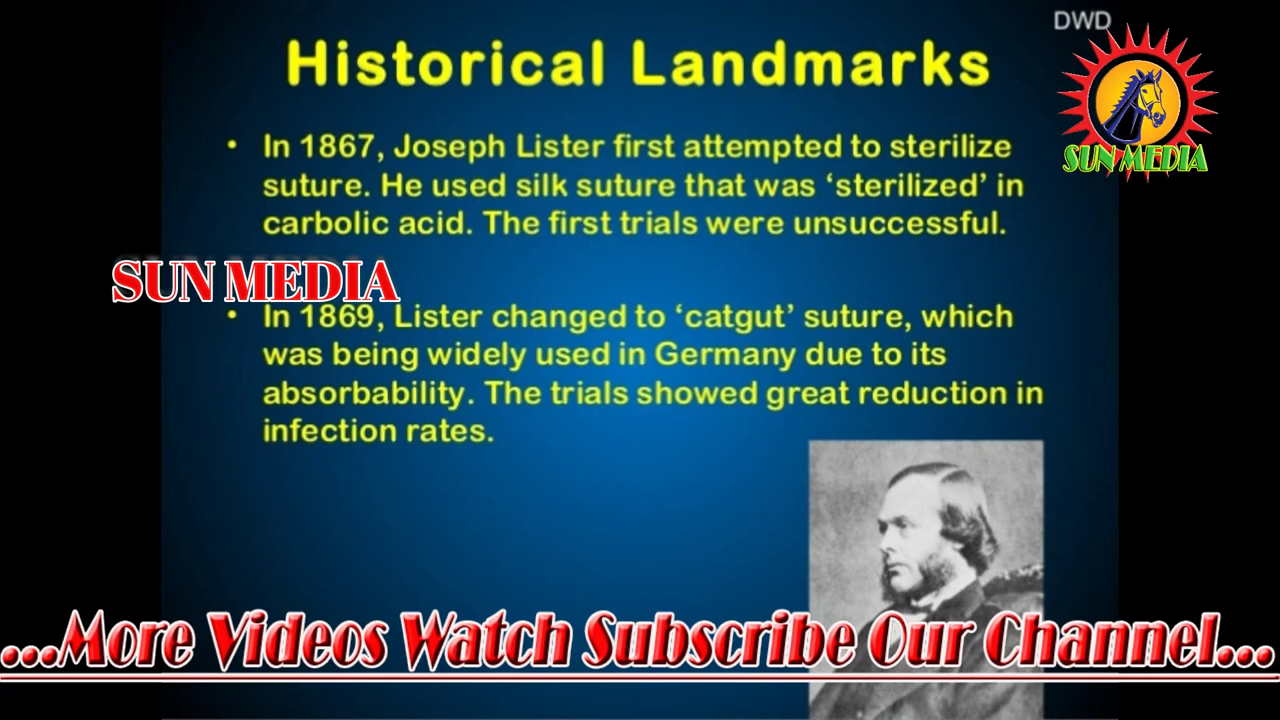 DWD
Historical Landmarks
SUN MEDIA
• In 1867, Joseph Lister first attempted to sterilize
suture. He used silk suture that was ‘sterilized’ in
carbolic acid. The first trials were unsuccessful.
SUN MEDIA
• In 1869, Lister changed to ‘catgut’ suture, which
was being widely used in Germany due to its
absorbability. The trials showed great reduction in
infection rates.
...More Videos Watch Subscribe Our Channel...